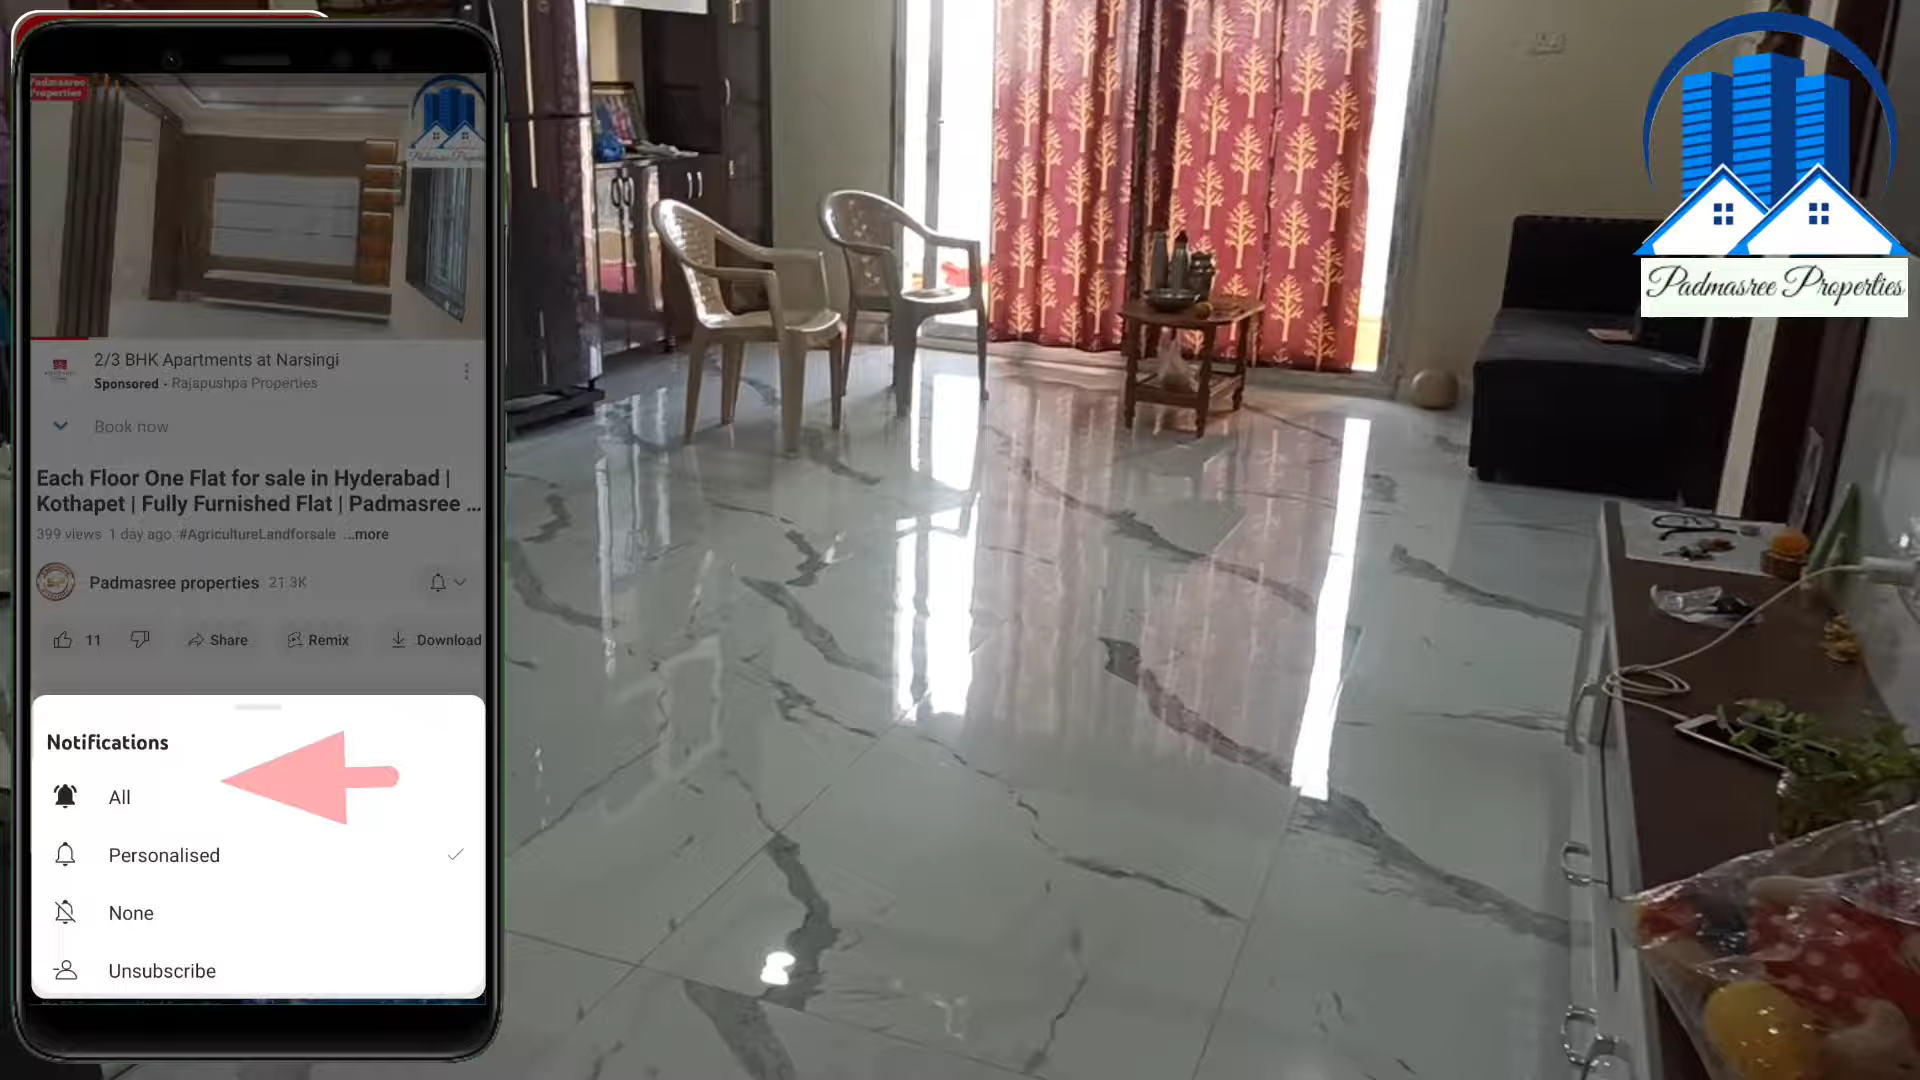 Padmasree
Properties
Padmasree Properties
2/3 BHK Apartments at Narsingi
Sponsored · Rajapushpa Properties
Book now
Each Floor One Flat for sale in Hyderabad |
Kothapet | Fully Furnished Flat | Padmasree ...
399 views 1 day ago #AgricultureLandforsale ...more
Padmasree properties 21.3K
11 Share Remix Download
Notifications
All
Personalised
None
Unsubscribe
Padmasree Properties